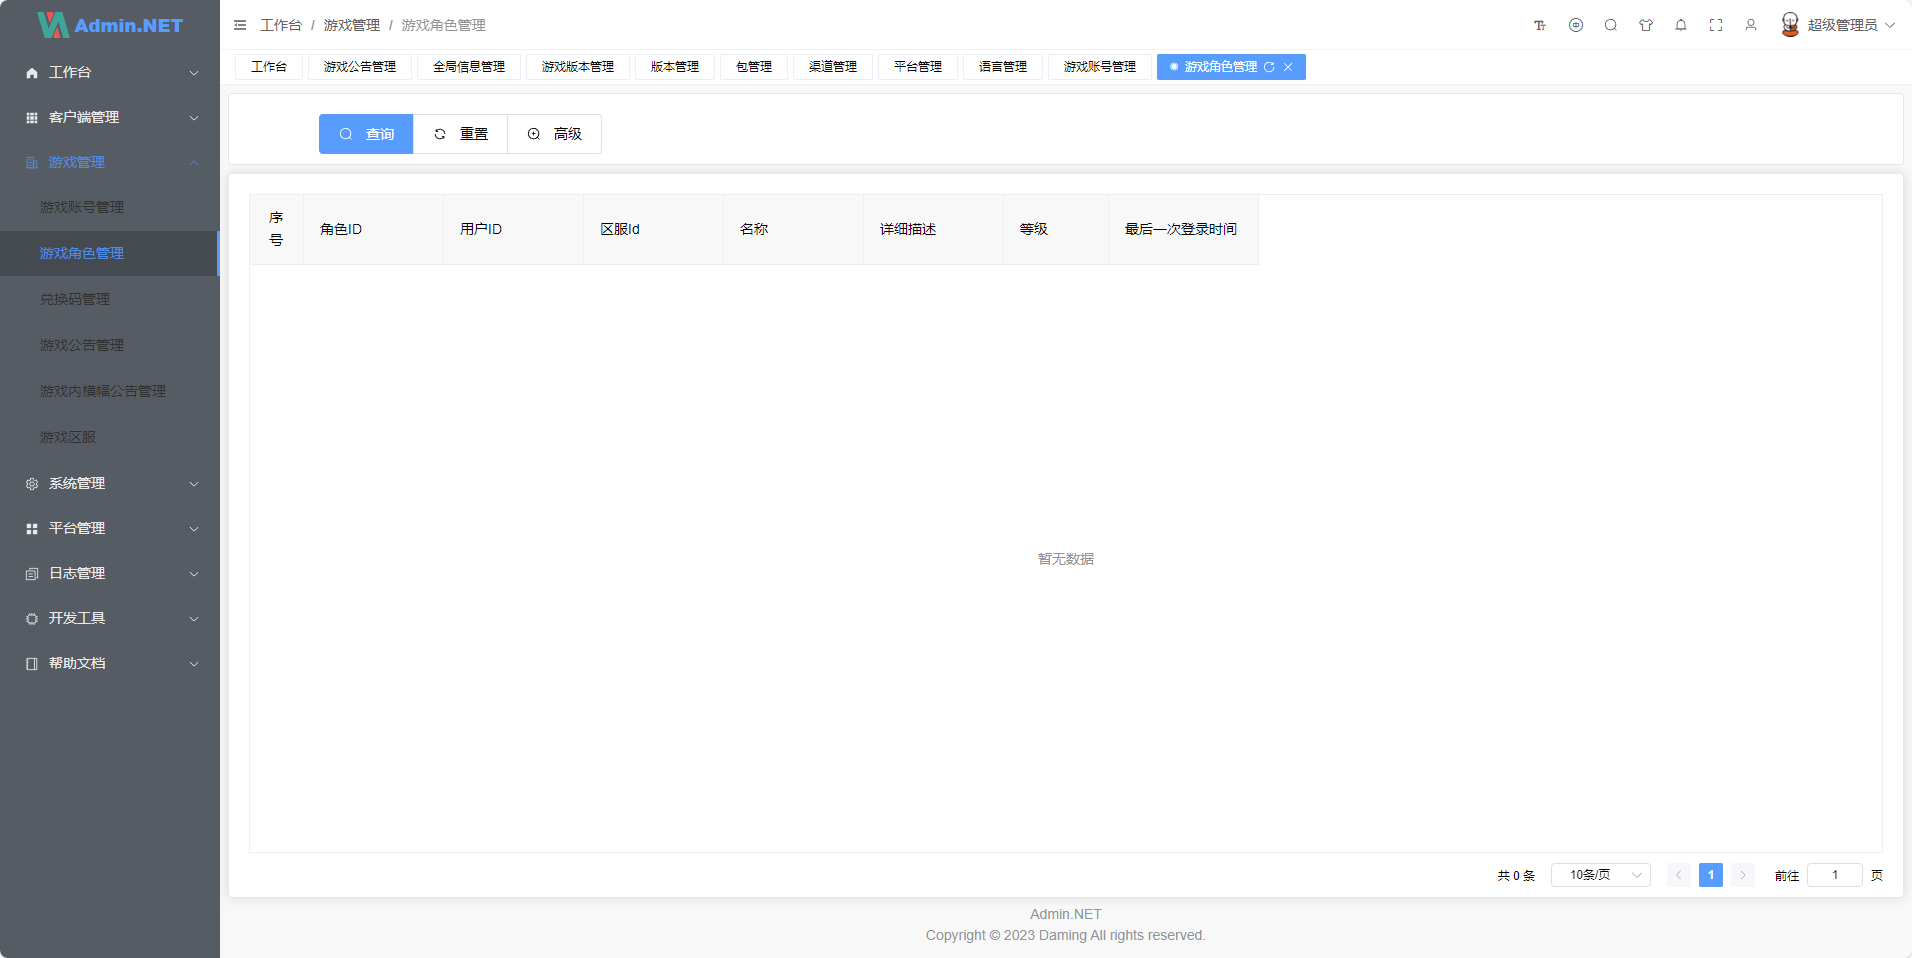 Admin.NET
工作台
客户端管理
游戏管理
游戏账号管理
游戏角色管理
兑换码管理
游戏公告管理
游戏内横幅公告管理
游戏区服
系统管理
平台管理
日志管理
开发工具
帮助文档
工作台 / 游戏管理 / 游戏角色管理
超级管理员
工作台 游戏公告管理 全局信息管理 游戏版本管理 版本管理 包管理 渠道管理 平台管理 语言管理 游戏账号管理 游戏角色管理
查询 重置 高级
序号 角色ID 用户ID 区服Id 名称 详细描述 等级 最后一次登录时间
暂无数据
共 0 条 10条/页 1 前往 1 页
Admin.NET
Copyright © 2023 Daming All rights reserved.